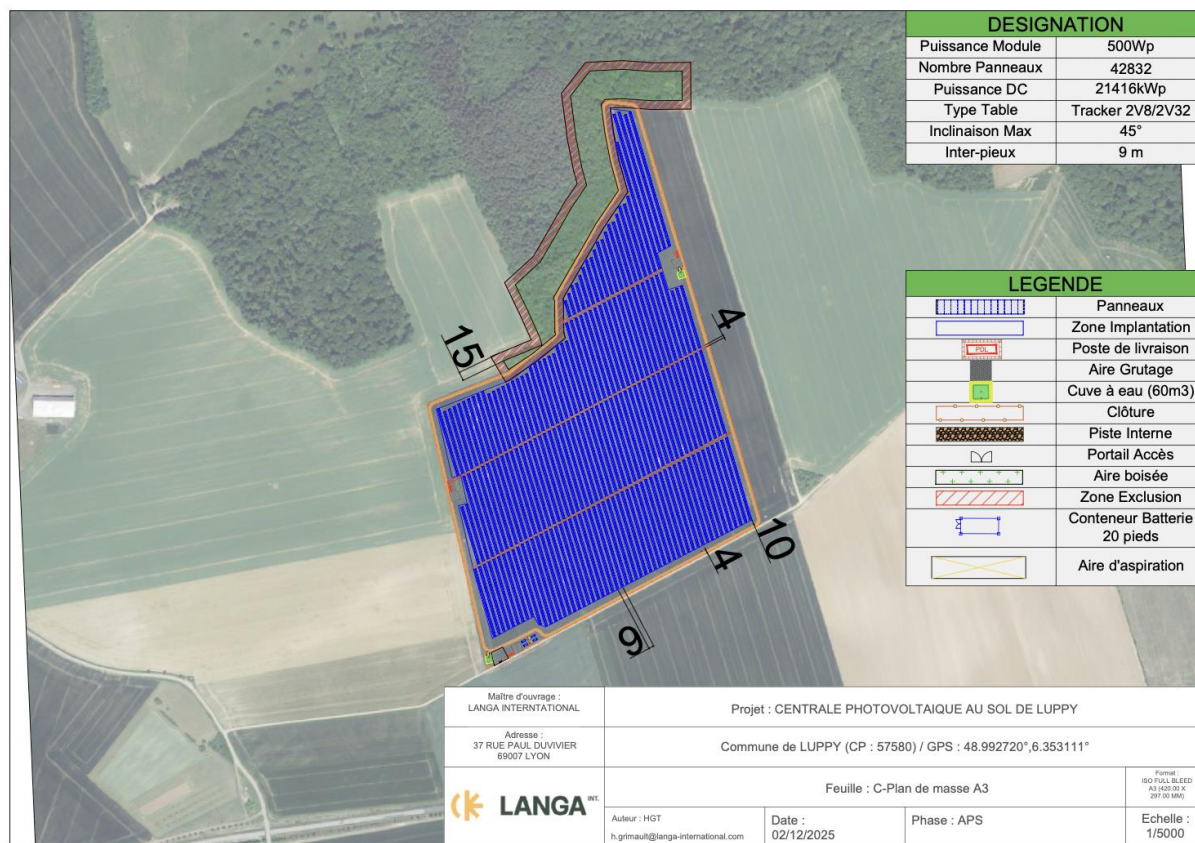 DESIGNATION
Puissance Module 500Wp
Nombre Panneaux 42832
Puissance DC 21416kWp
Type Table Tracker 2V8/2V32
Inclinaison Max 45°
Inter-pieux 9 m
LEGENDE
Panneaux
Zone Implantation
PDL Poste de livraison
Aire Grutage
Cuve à eau (60m3)
Clôture
Piste Interne
Portail Accès
Aire boisée
Zone Exclusion
Conteneur Batterie
20 pieds
Aire d'aspiration
15
4
10
4
9
Maître d'ouvrage :
LANGA INTERNTATIONAL
Adresse :
37 RUE PAUL DUVIVIER
69007 LYON
LANGA INT.
Projet : CENTRALE PHOTOVOLTAIQUE AU SOL DE LUPPY
Commune de LUPPY (CP : 57580) / GPS : 48.992720°,6.353111°
Feuille : C-Plan de masse A3
Format :
ISO FULL BLEED
A3 (420.00 X
297.00 MM)
Auteur : HGT
h.grimault@langa-international.com
Date :
02/12/2025
Phase : APS
Echelle :
1/5000